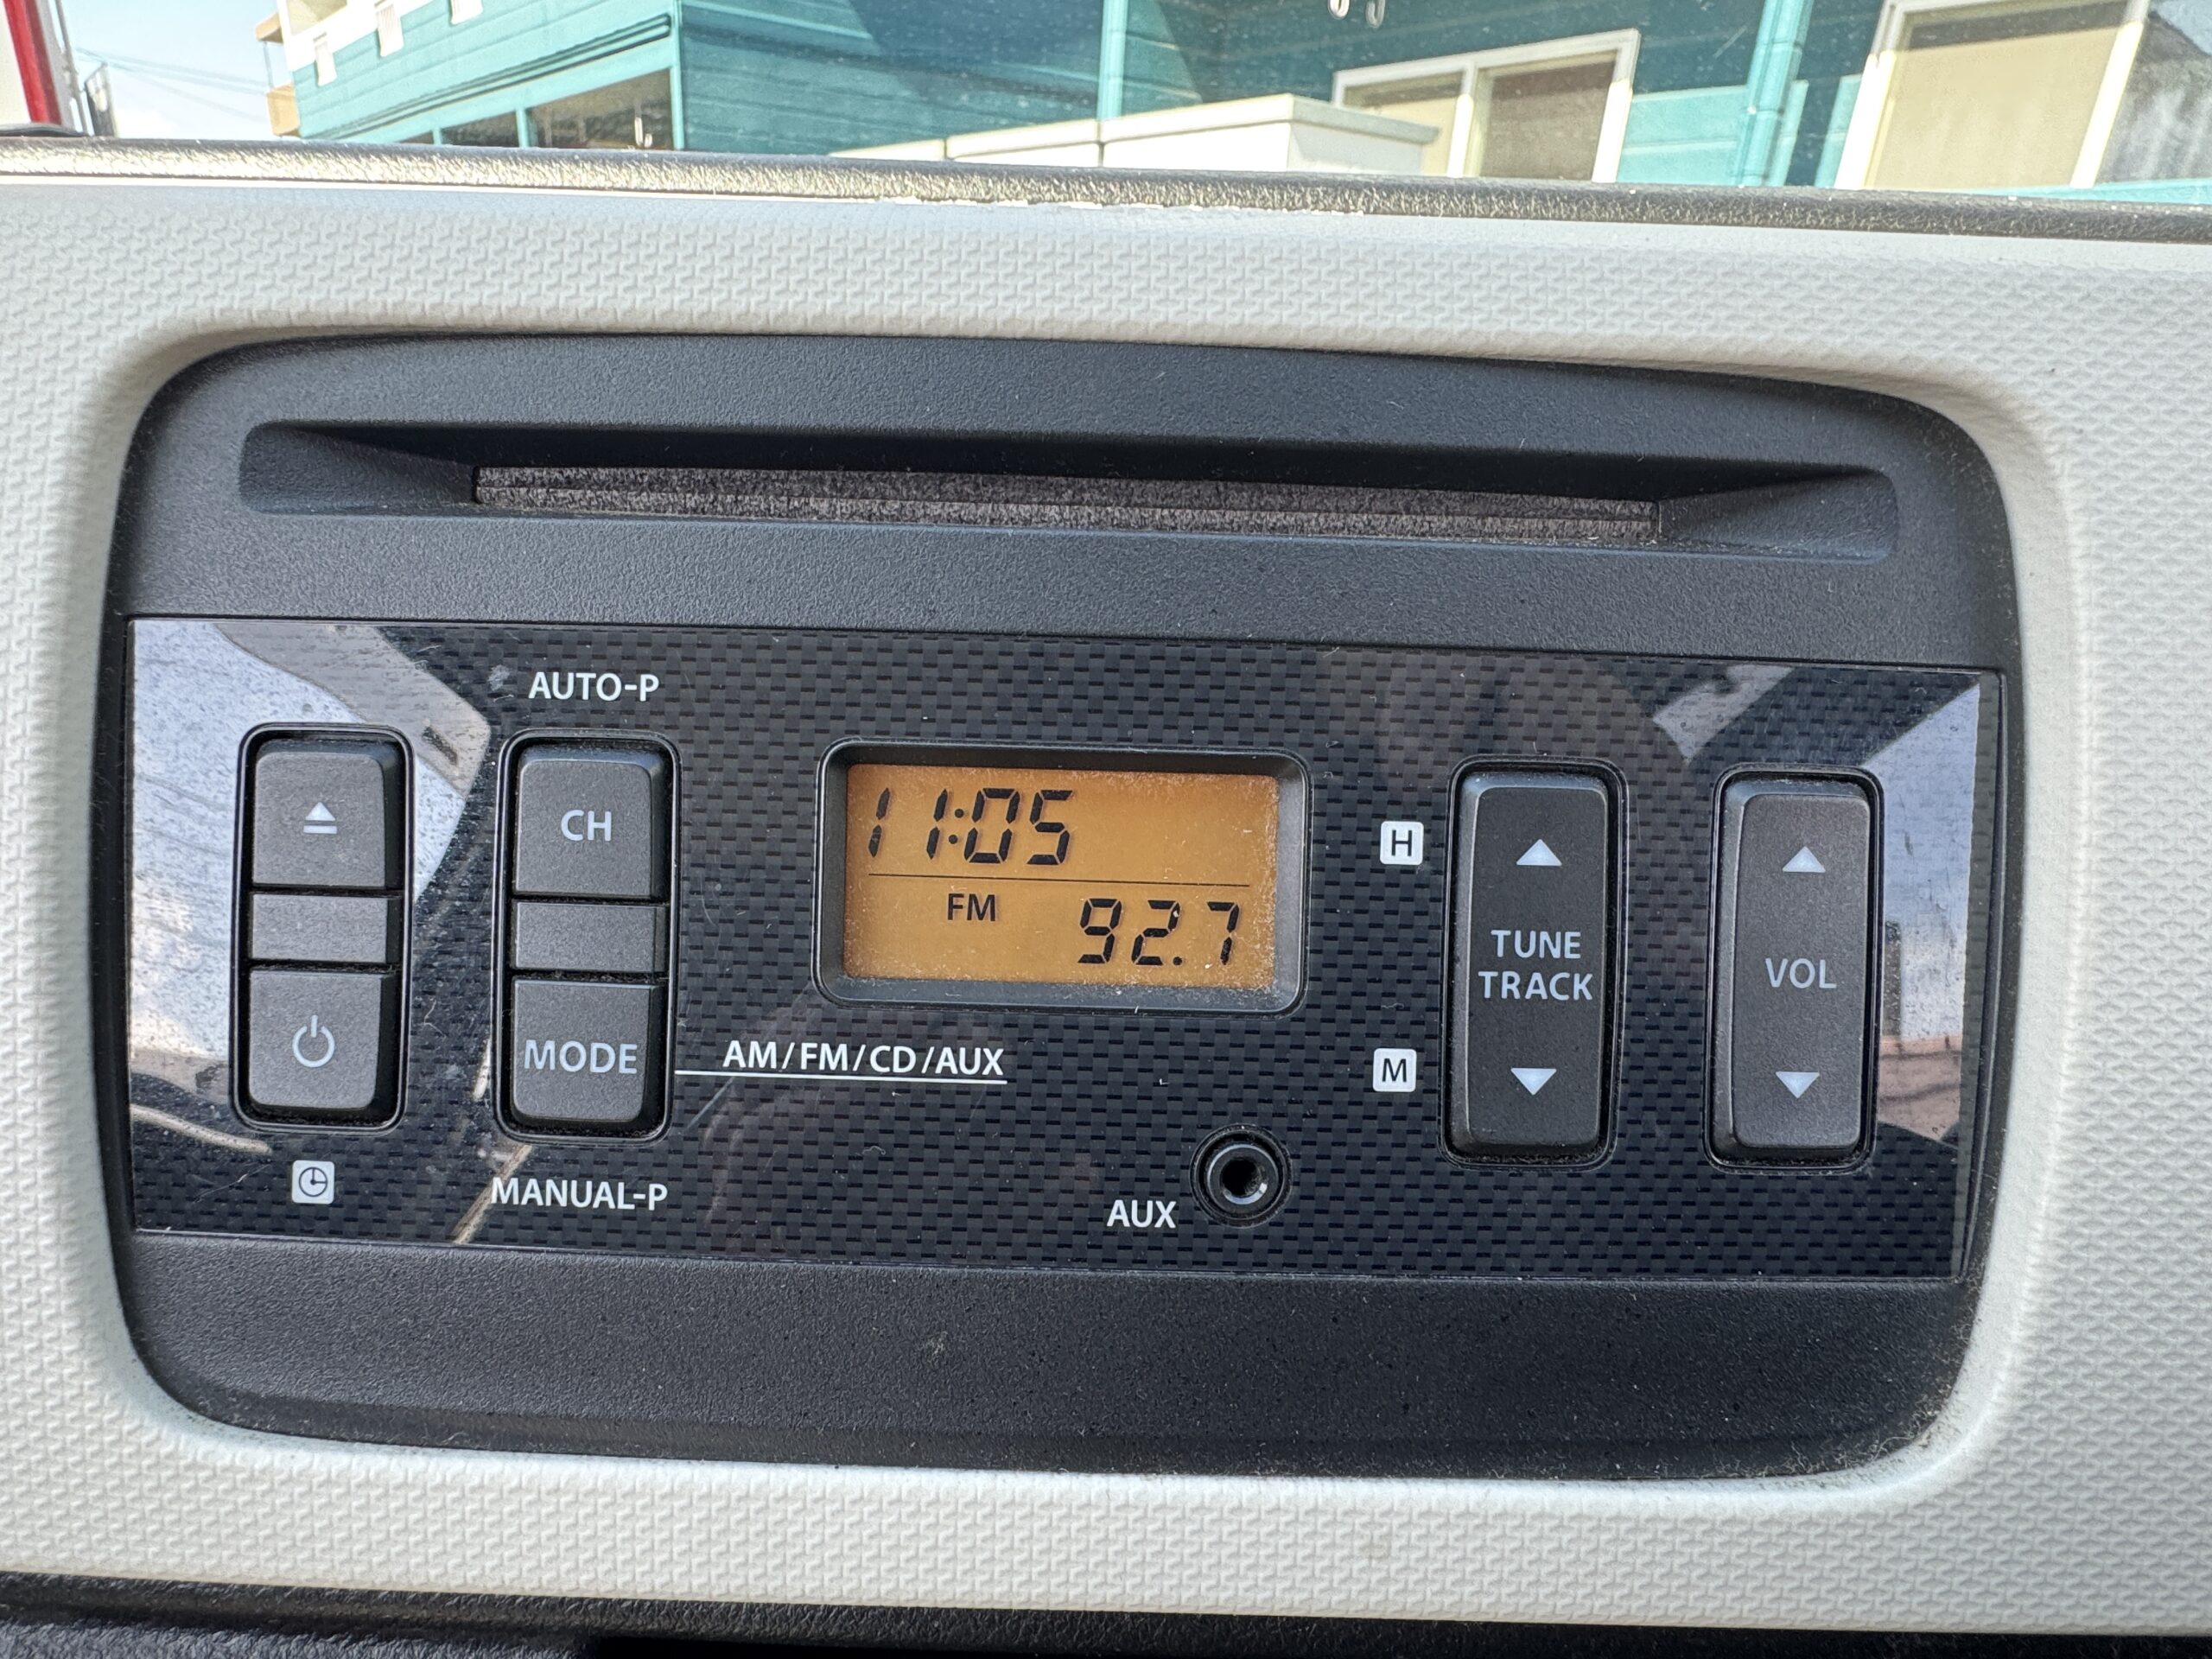 AUTO-P
CH
11:05
H
FM
92.7
TUNE
TRACK
VOL
MODE
AM/FM/CD/AUX
M
MANUAL-P
AUX